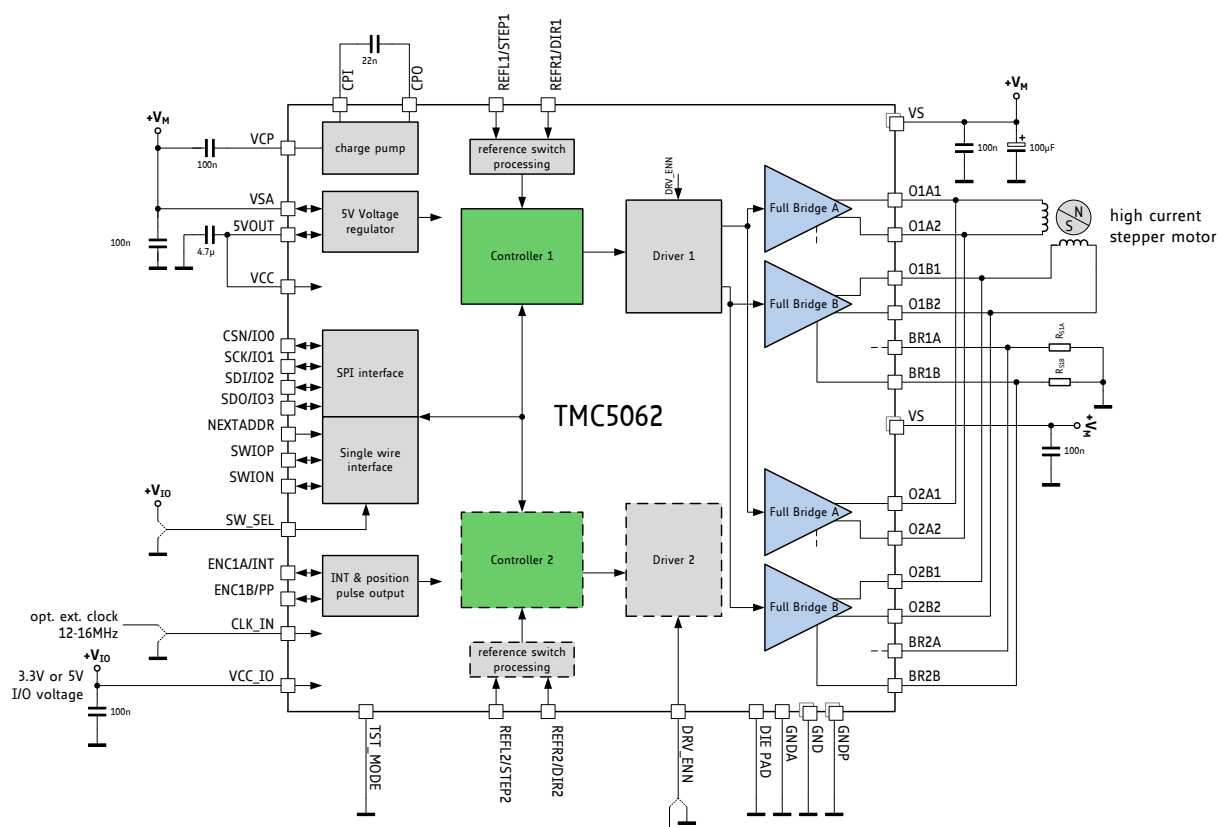 REFL1/STEP1
REFR1/DIR1
22n
CPI
CPO
+VM
+VM
VS
VCP
100n
charge pump
reference switch
processing
100n
+
100µF
DRV_ENN
VSA
5V Voltage
regulator
5VOUT
100n
4.7µ
VCC
Controller 1
Driver 1
Full Bridge A
O1A1
O1A2
N
S
high current
stepper motor
Full Bridge B
O1B1
O1B2
CSN/IO0
SCK/IO1
SDI/IO2
SDO/IO3
SPI interface
BR1A
RS1A
BR1B
RS1B
NEXTADDR
SWIOP
SWION
Single wire
interface
TMC5062
VS
+VM
100n
+VIO
SW_SEL
Full Bridge A
O2A1
O2A2
ENC1A/INT
ENC1B/PP
INT & position
pulse output
Controller 2
Driver 2
Full Bridge B
O2B1
O2B2
opt. ext. clock
12-16MHz
CLK_IN
+VIO
3.3V or 5V
I/O voltage
VCC_IO
100n
reference switch
processing
BR2A
BR2B
TST_MODE
REFL2/STEP2
REFR2/DIR2
DRV_ENN
DIE PAD
GNDA
GND
GNDP